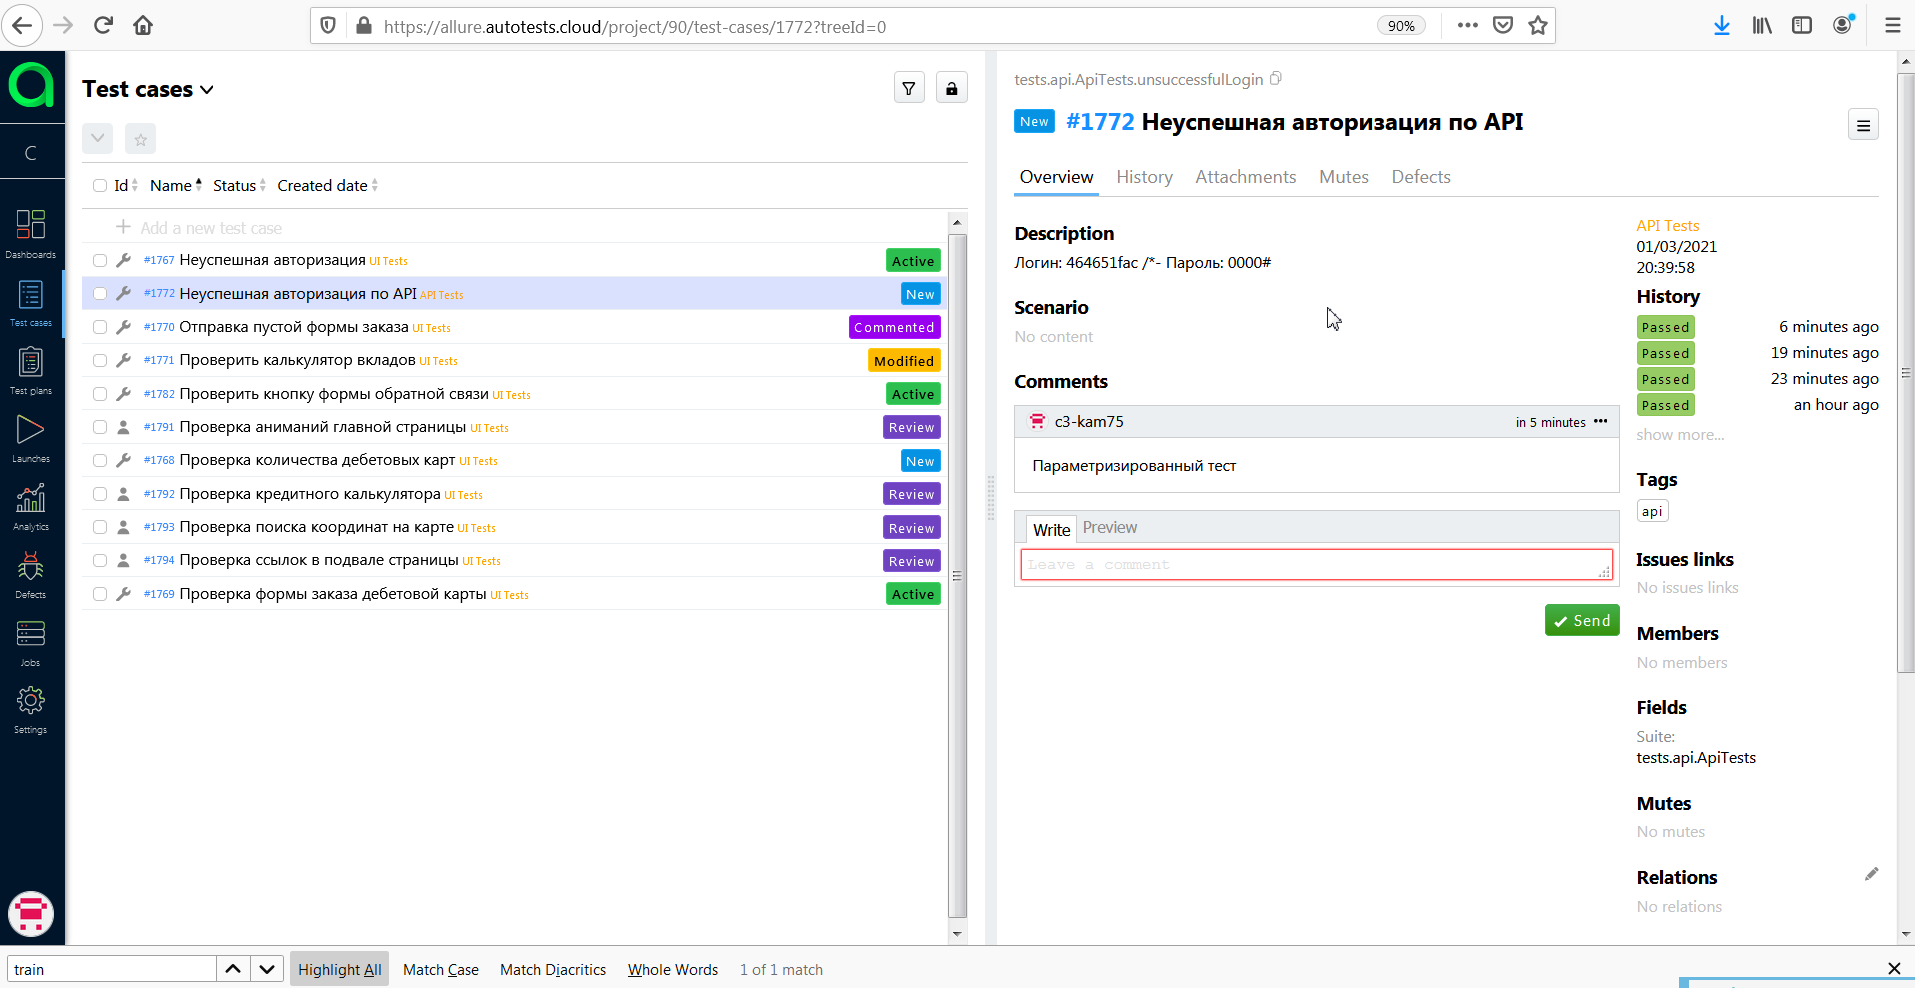 https://allure.autotests.cloud/project/90/test-cases/1772?treeId=0
90%
C
Dashboards
Test cases
Test plans
Launches
Analytics
Defects
Jobs
Settings
Test cases
Id Name Status Created date
Add a new test case
#1767 Неуспешная авторизация UI Tests Active
#1772 Неуспешная авторизация по API API Tests New
#1770 Отправка пустой формы заказа UI Tests Commented
#1771 Проверить калькулятор вкладов UI Tests Modified
#1782 Проверить кнопку формы обратной связи UI Tests Active
#1791 Проверка аниманий главной страницы UI Tests Review
#1768 Проверка количества дебетовых карт UI Tests New
#1792 Проверка кредитного калькулятора UI Tests Review
#1793 Проверка поиска координат на карте UI Tests Review
#1794 Проверка ссылок в подвале страницы UI Tests Review
#1769 Проверка формы заказа дебетовой карты UI Tests Active
tests.api.ApiTests.unsuccessfulLogin
New #1772 Неуспешная авторизация по API
Overview History Attachments Mutes Defects
Description
Логин: 464651fac /*- Пароль: 0000#
Scenario
No content
Comments
c3-kam75 in 5 minutes
Параметризированный тест
Write Preview
Leave a comment
Send
API Tests
01/03/2021
20:39:58
History
Passed 6 minutes ago
Passed 19 minutes ago
Passed 23 minutes ago
Passed an hour ago
show more...
Tags
api
Issues links
No issues links
Members
No members
Fields
Suite:
tests.api.ApiTests
Mutes
No mutes
Relations
No relations
train Highlight All Match Case Match Diacritics Whole Words 1 of 1 match